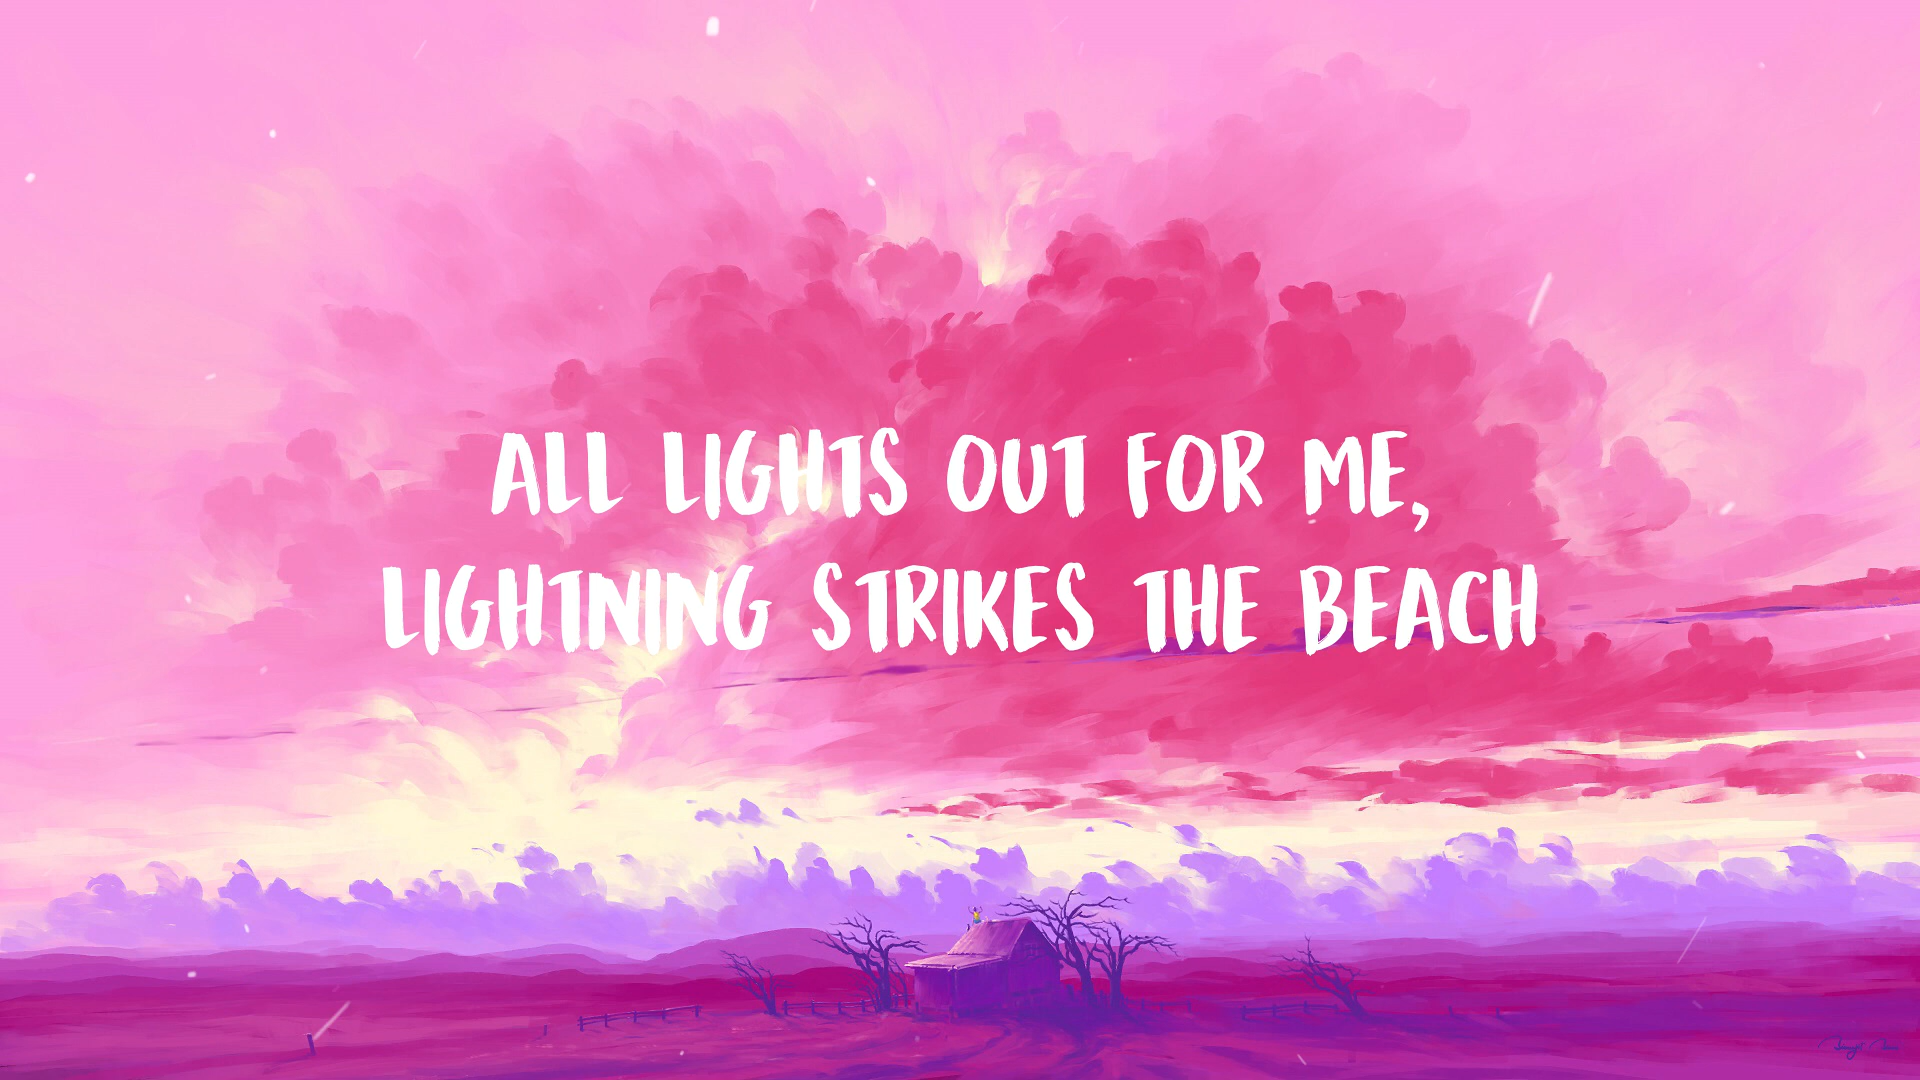 ALL LIGHTS OUT FOR ME,
LIGHTNING STRIKES THE BEACH